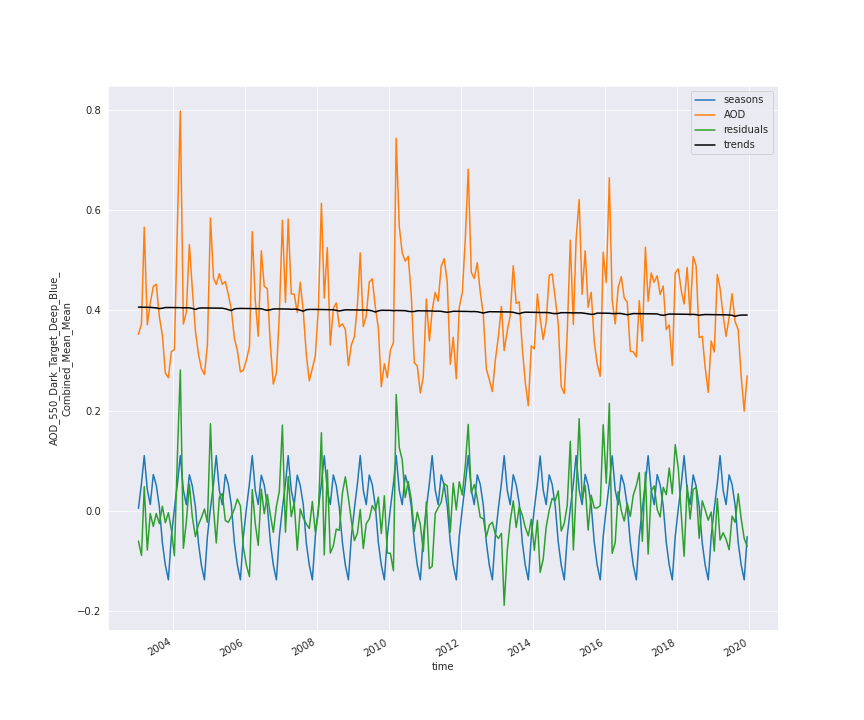 seasons
AOD
residuals
trends
0.8
0.6
0.4
0.2
0.0
−0.2
AOD_550_Dark_Target_Deep_Blue_
Combined_Mean_Mean
2004
2006
2008
2010
2012
2014
2016
2018
2020
time